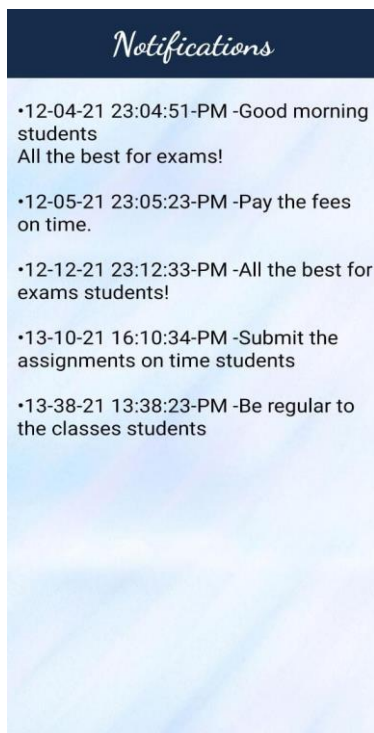 Notifications
•12-04-21 23:04:51-PM -Good morning
students
All the best for exams!
•12-05-21 23:05:23-PM -Pay the fees
on time.
•12-12-21 23:12:33-PM -All the best for
exams students!
•13-10-21 16:10:34-PM -Submit the
assignments on time students
•13-38-21 13:38:23-PM -Be regular to
the classes students